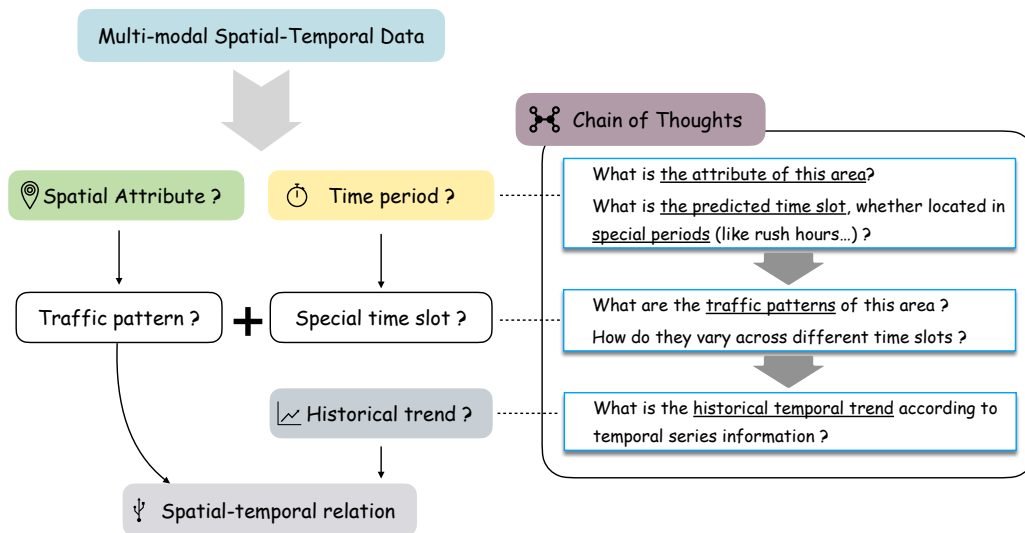 Multi-modal Spatial-Temporal Data
Spatial Attribute ?
Time period ?
Traffic pattern ?
+
Special time slot ?
Historical trend ?
Spatial-temporal relation
Chain of Thoughts
What is the attribute of this area?
What is the predicted time slot, whether located in
special periods (like rush hours...) ?
What are the traffic patterns of this area ?
How do they vary across different time slots ?
What is the historical temporal trend according to
temporal series information ?